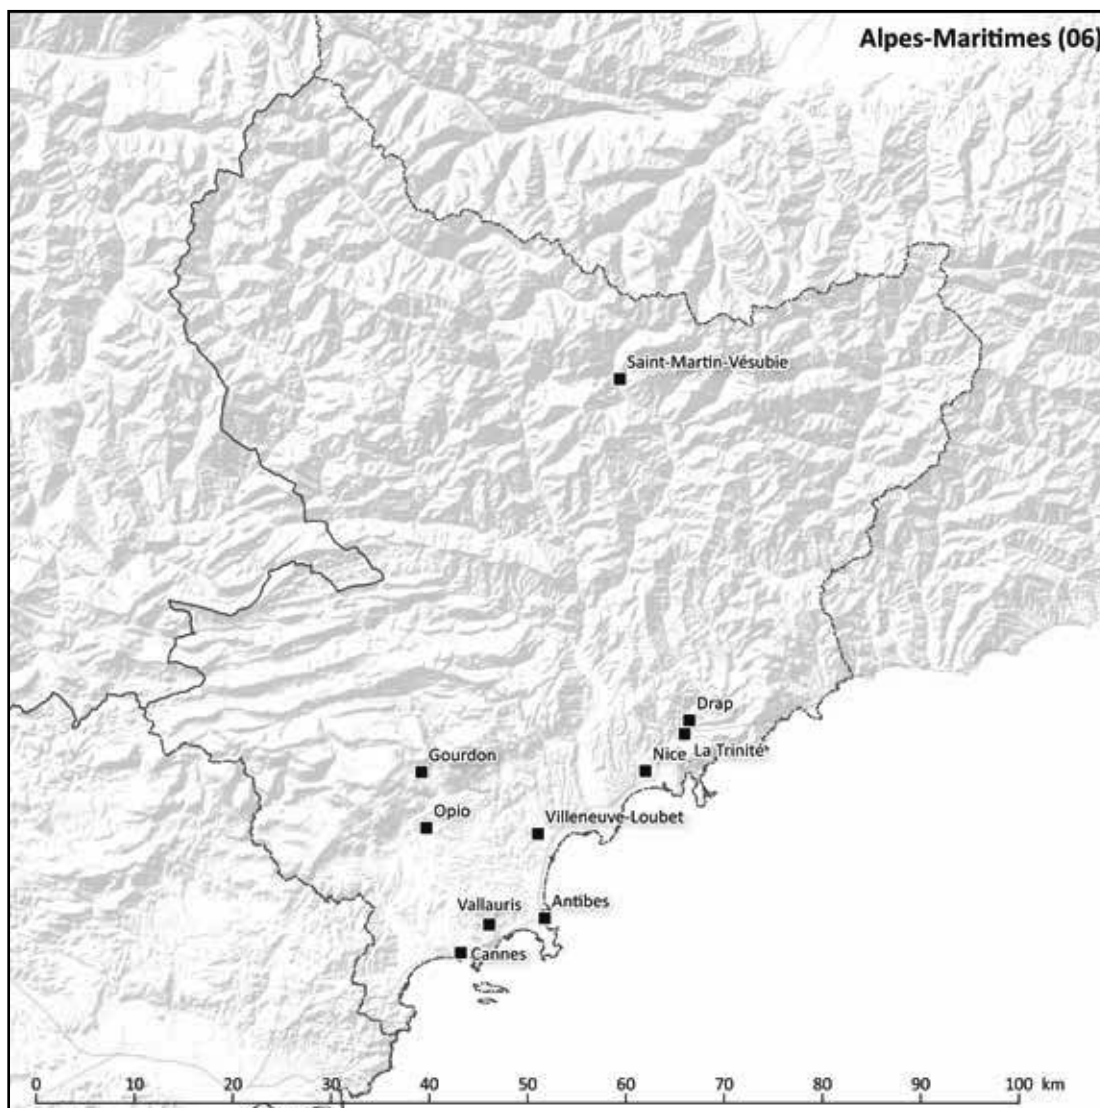 Alpes-Maritimes (06)
Saint-Martin-Vésubie
Drap
La Trinité
Nice
Gourdon
Opio
Villeneuve-Loubet
Vallauris
Antibes
Cannes
0 10 20 30 40 50 60 70 80 90 100 km